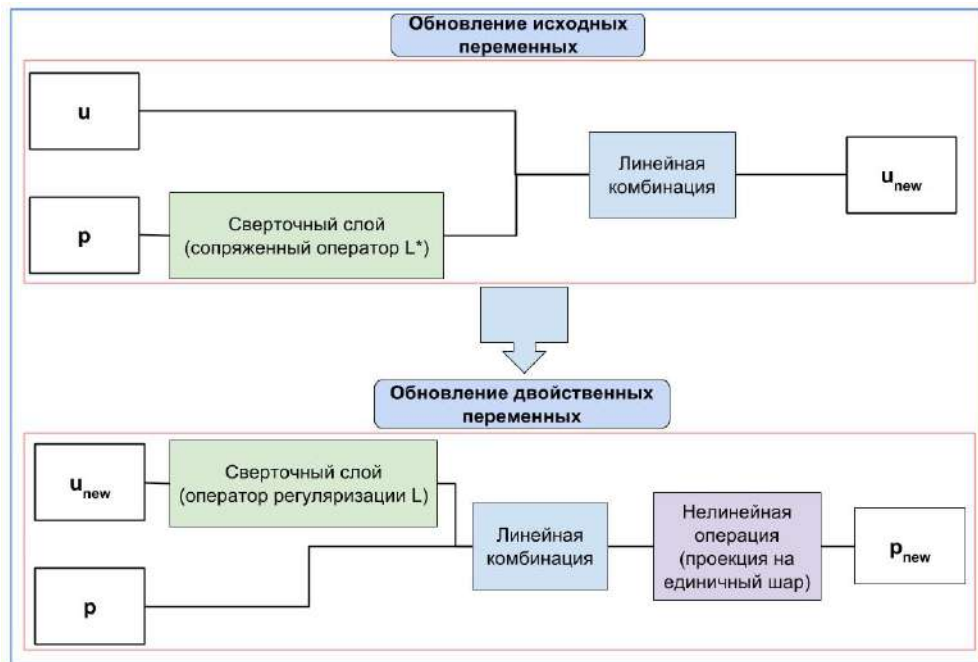 Обновление исходных
переменных
u
Линейная
комбинация
u_new
p
Сверточный слой
(сопряженный оператор L*)
Обновление двойственных
переменных
u_new
Сверточный слой
(оператор регуляризации L)
Линейная
комбинация
Нелинейная
операция
(проекция на
единичный шар)
p_new
p